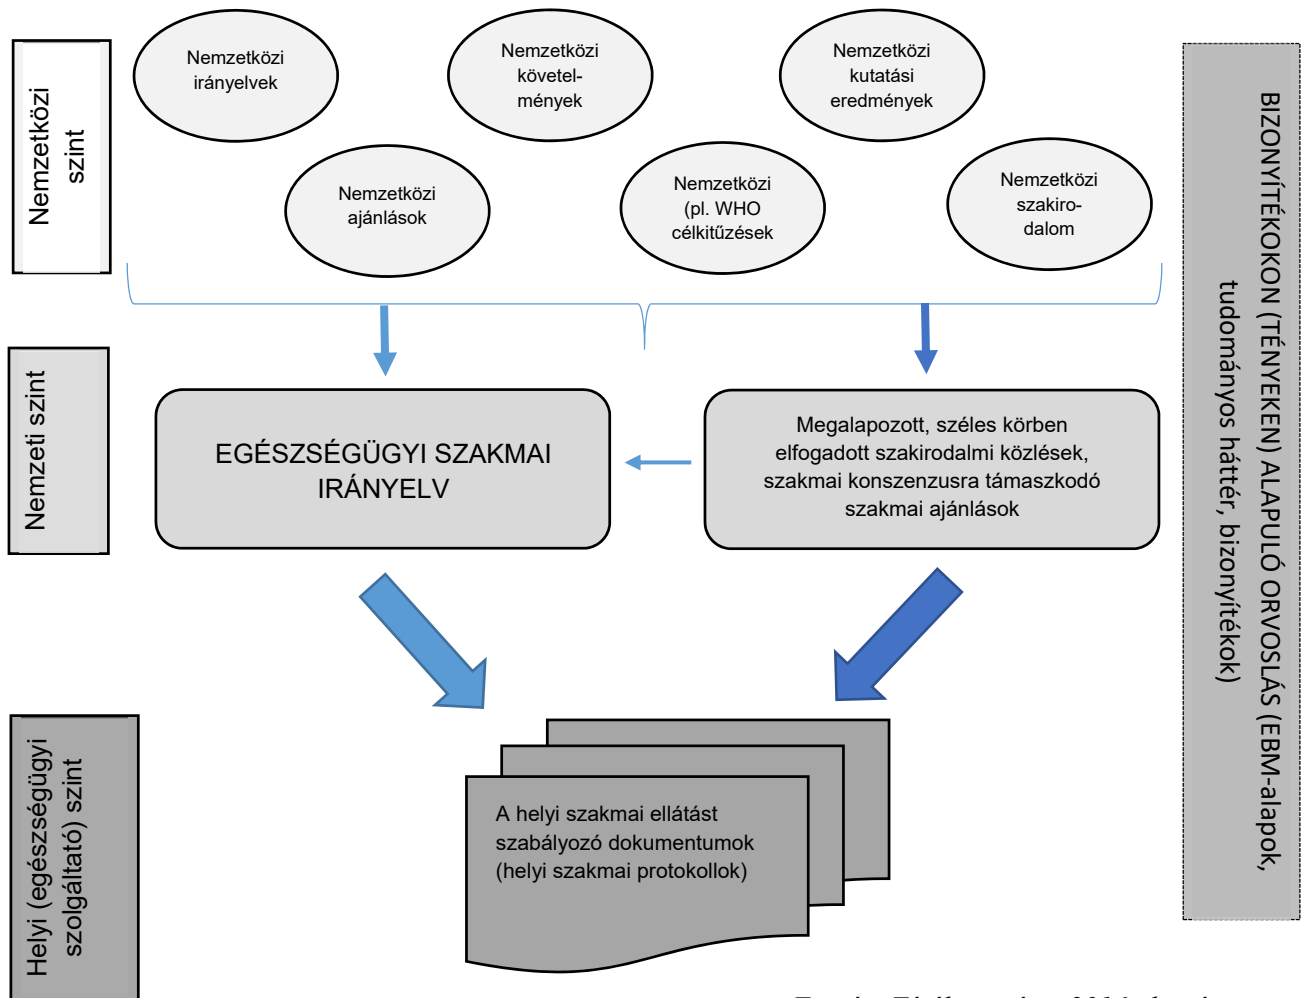 Nemzetközi
szint
Nemzetközi
irányelvek
Nemzetközi
követel-
mények
Nemzetközi
kutatási
eredmények
Nemzetközi
ajánlások
Nemzetközi
(pl. WHO
célkitűzések
Nemzetközi
szakiro-
dalom
Nemzeti szint
EGÉSZSÉGÜGYI SZAKMAI
IRÁNYELV
Megalapozott, széles körben
elfogadott szakirodalmi közlések,
szakmai konszenzusra támaszkodó
szakmai ajánlások
Helyi (egészségügyi
szolgáltató) szint
A helyi szakmai ellátást
szabályozó dokumentumok
(helyi szakmai protokollok)
BIZONYÍTÉKOKON (TÉNYEKEN) ALAPULÓ ORVOSLÁS (EBM-alapok,
tudományos háttér, bizonyítékok)